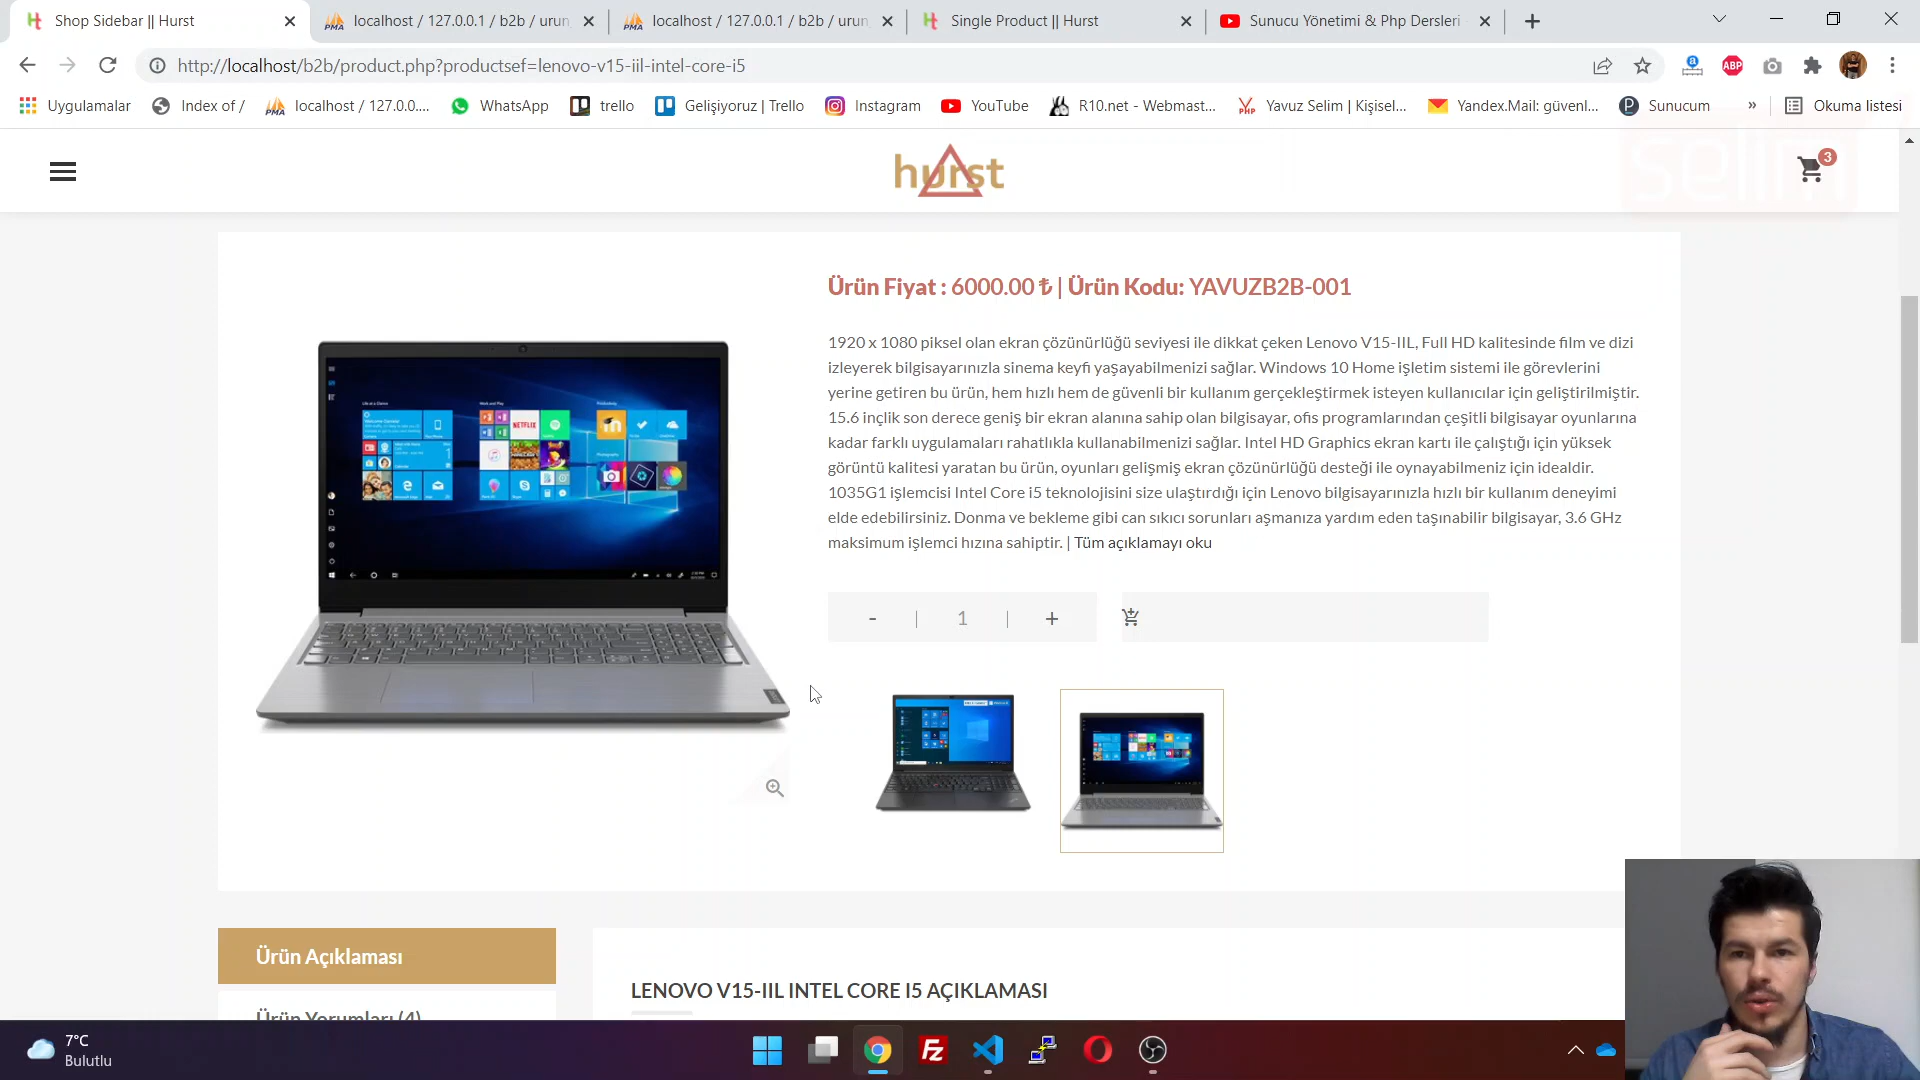 Shop Sidebar || Hurst
localhost / 127.0.0.1 / b2b / urun
localhost / 127.0.0.1 / b2b / urun
Single Product || Hurst
Sunucu Yönetimi & Php Dersleri
http://localhost/b2b/product.php?productsef=lenovo-v15-iil-intel-core-i5
ABP
Uygulamalar
Index of /
localhost / 127.0.0....
WhatsApp
trello
Gelişiyoruz | Trello
Instagram
YouTube
R10.net - Webmast...
Yavuz Selim | Kişisel...
Yandex.Mail: güvenl...
Sunucum
»
Okuma listesi
hurst
3
selim
Ürün Fiyat : 6000.00 ₺ | Ürün Kodu: YAVUZB2B-001
1920 x 1080 piksel olan ekran çözünürlüğü seviyesi ile dikkat çeken Lenovo V15-IIL, Full HD kalitesinde film ve dizi
izleyerek bilgisayarınızla sinema keyfi yaşayabilmenizi sağlar. Windows 10 Home işletim sistemi ile görevlerini
yerine getiren bu ürün, hem hızlı hem de güvenli bir kullanım gerçekleştirmek isteyen kullanıcılar için geliştirilmiştir.
15.6 inçlik son derece geniş bir ekran alanına sahip olan bilgisayar, ofis programlarından çeşitli bilgisayar oyunlarına
kadar farklı uygulamaları rahatlıkla kullanabilmenizi sağlar. Intel HD Graphics ekran kartı ile çalıştığı için yüksek
görüntü kalitesi yaratan bu ürün, oyunları gelişmiş ekran çözünürlüğü desteği ile oynayabilmeniz için idealdir.
1035G1 işlemcisi Intel Core i5 teknolojisini size ulaştırdığı için Lenovo bilgisayarınızla hızlı bir kullanım deneyimi
elde edebilirsiniz. Donma ve bekleme gibi can sıkıcı sorunları aşmanıza yardım eden taşınabilir bilgisayar, 3.6 GHz
maksimum işlemci hızına sahiptir. | Tüm açıklamayı oku
NETFLIX
- | 1 | +
Ürün Açıklaması
LENOVO V15-IIL INTEL CORE I5 AÇIKLAMASI
Ürün Yorumları (4)
7°C
Bulutlu